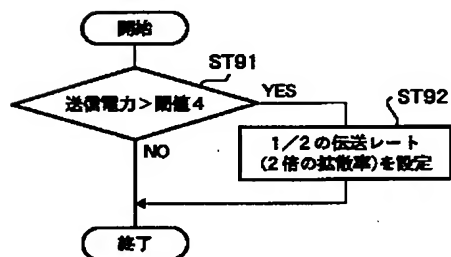 開始
ST91
送信電力>閾値4
YES
ST92
1/2の伝送レート
(2倍の拡散率)を設定
NO
終了